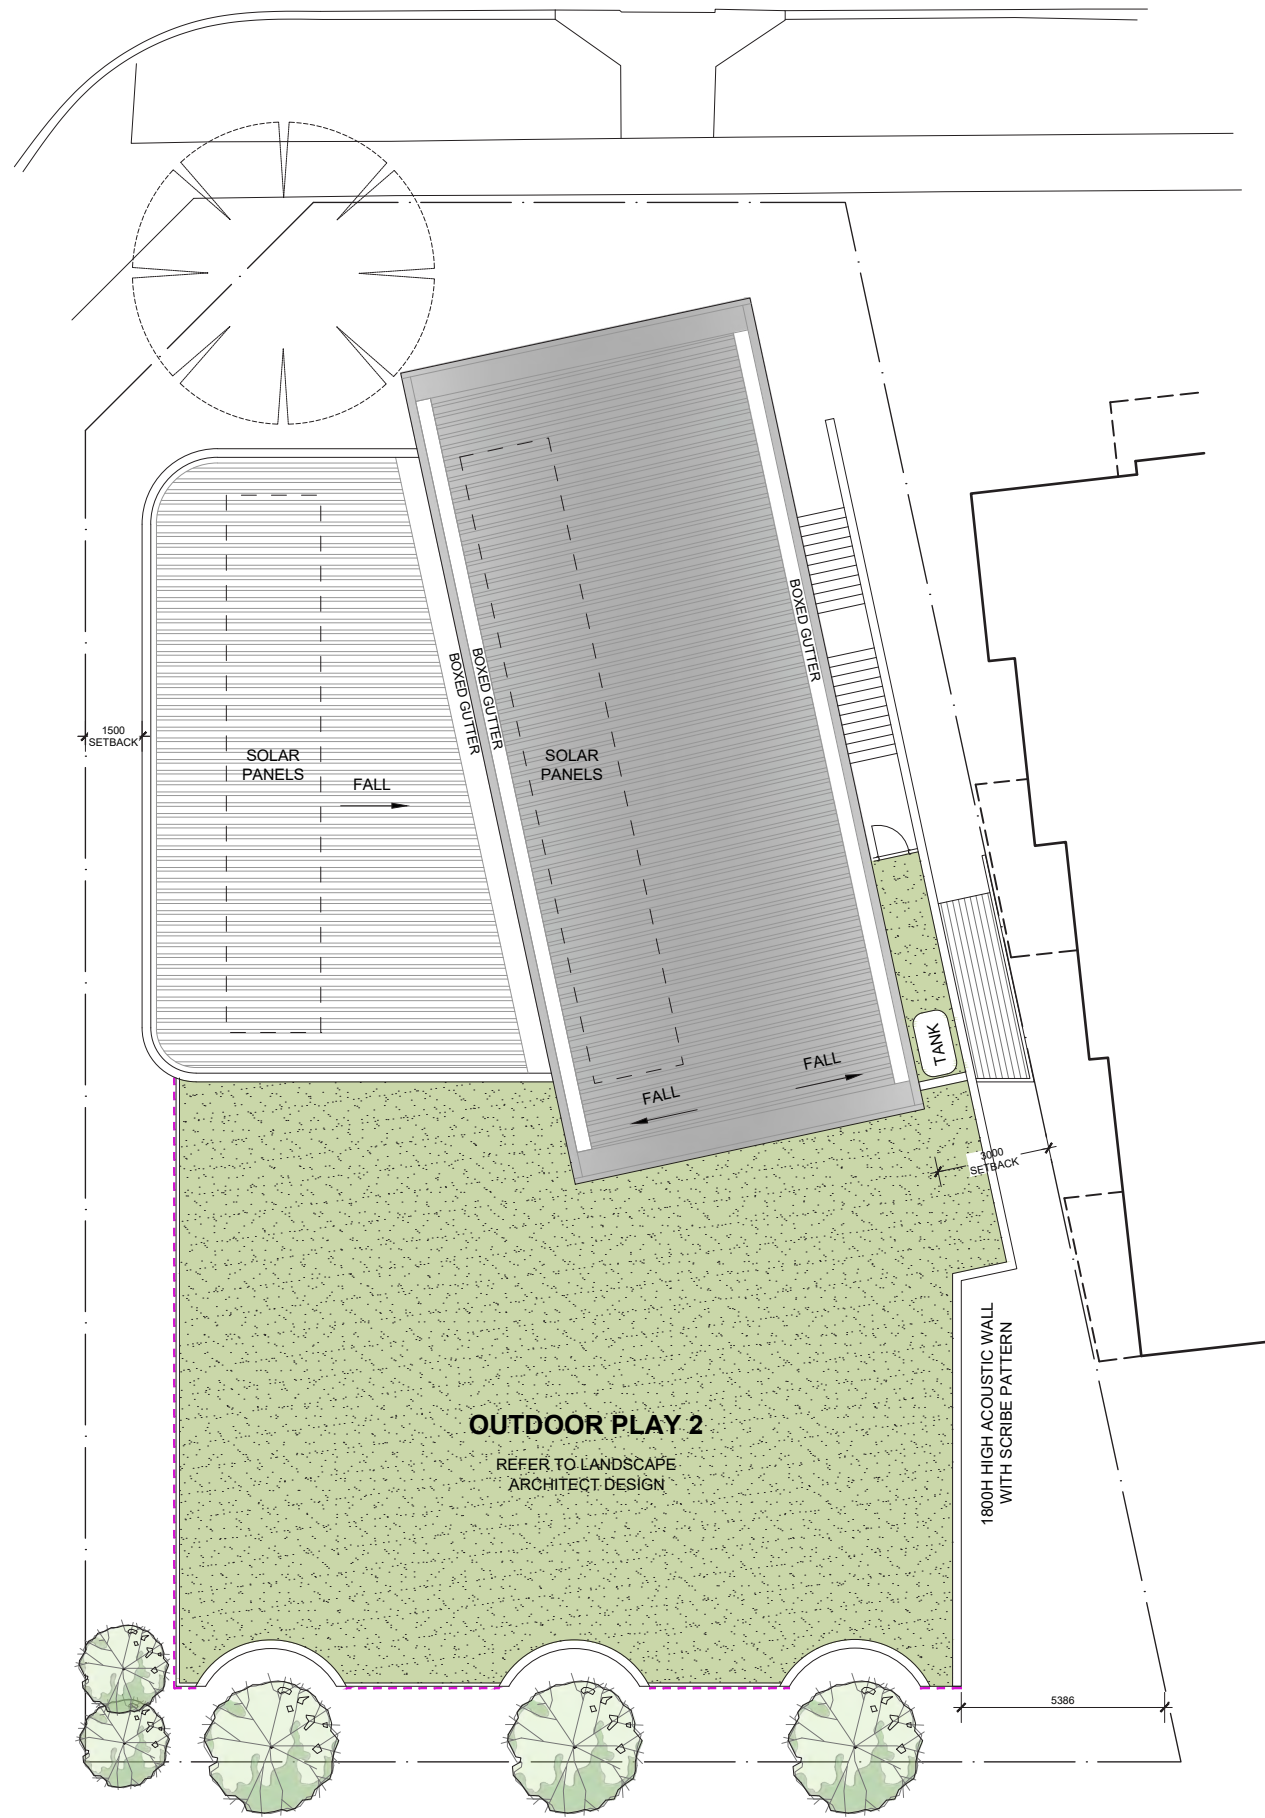 BOXED GUTTER
BOXED GUTTER
BOXED GUTTER
1500
SETBACK
SOLAR
PANELS
FALL
SOLAR
PANELS
TANK
FALL
FALL
3000
SETBACK
1800H HIGH ACOUSTIC WALL
WITH SCRIBE PATTERN
OUTDOOR PLAY 2
REFER TO LANDSCAPE
ARCHITECT DESIGN
5386